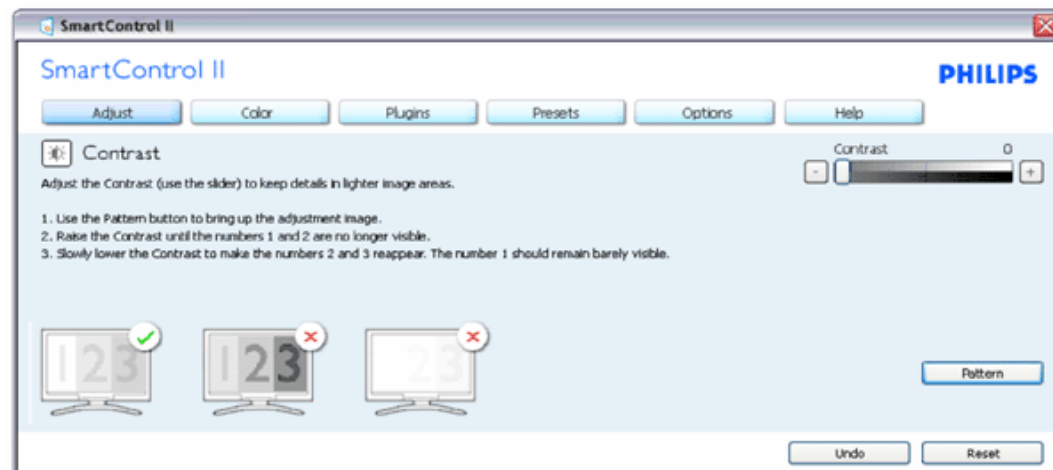 SmartControl II
SmartControl II
PHILIPS
Adjust Color Plugins Presets Options Help
Contrast
Contrast 0
- +
Adjust the Contrast (use the slider) to keep details in lighter image areas.
1. Use the Pattern button to bring up the adjustment image.
2. Raise the Contrast until the numbers 1 and 2 are no longer visible.
3. Slowly lower the Contrast to make the numbers 2 and 3 reappear. The number 1 should remain barely visible.
123 123 23
Pattern
Undo Reset